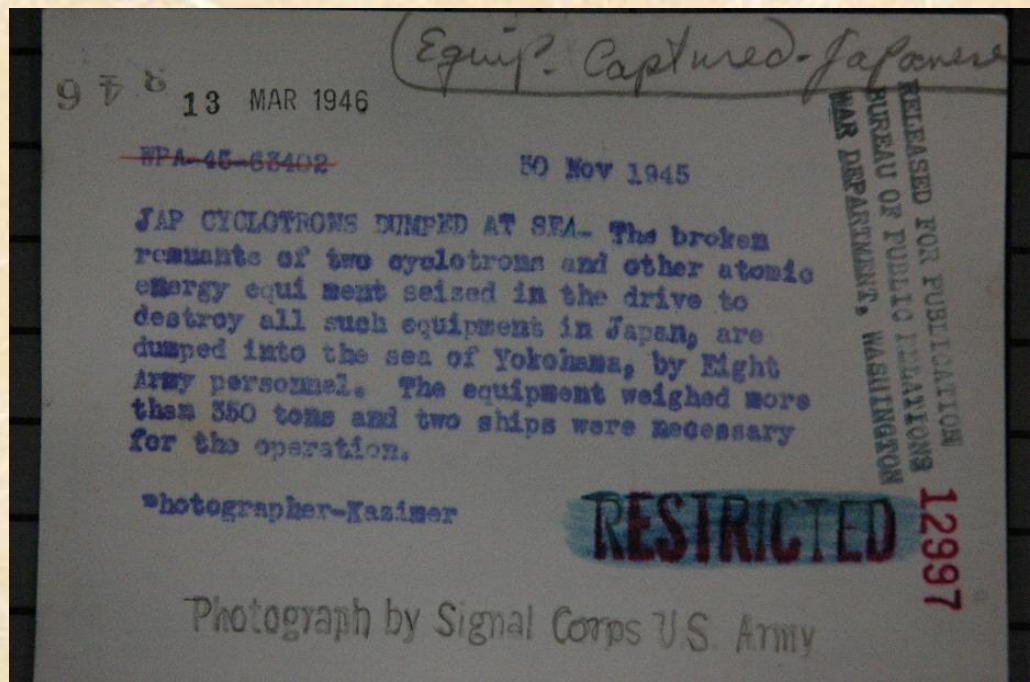 (Equip. Captured-Japanese
13 MAR 1946
WPA-45-63402
30 Nov 1945
JAP CYCLOTRONS DUMPED AT SEA- The broken
remnants of two cyclotrons and other atomic
energy equi ment seized in the drive to
destroy all such equipment in Japan, are
dumped into the sea of Yokohama, by Eight
Army personnel. The equipment weighed more
than 350 tons and two ships were necessary
for the operation.
Photographer-Kazimer
RESTRICTED
Photograph by Signal Corps U.S. Army
RELEASED FOR PUBLICATION
BUREAU OF PUBLIC RELATIONS
WAR DEPARTMENT, WASHINGTON
12997